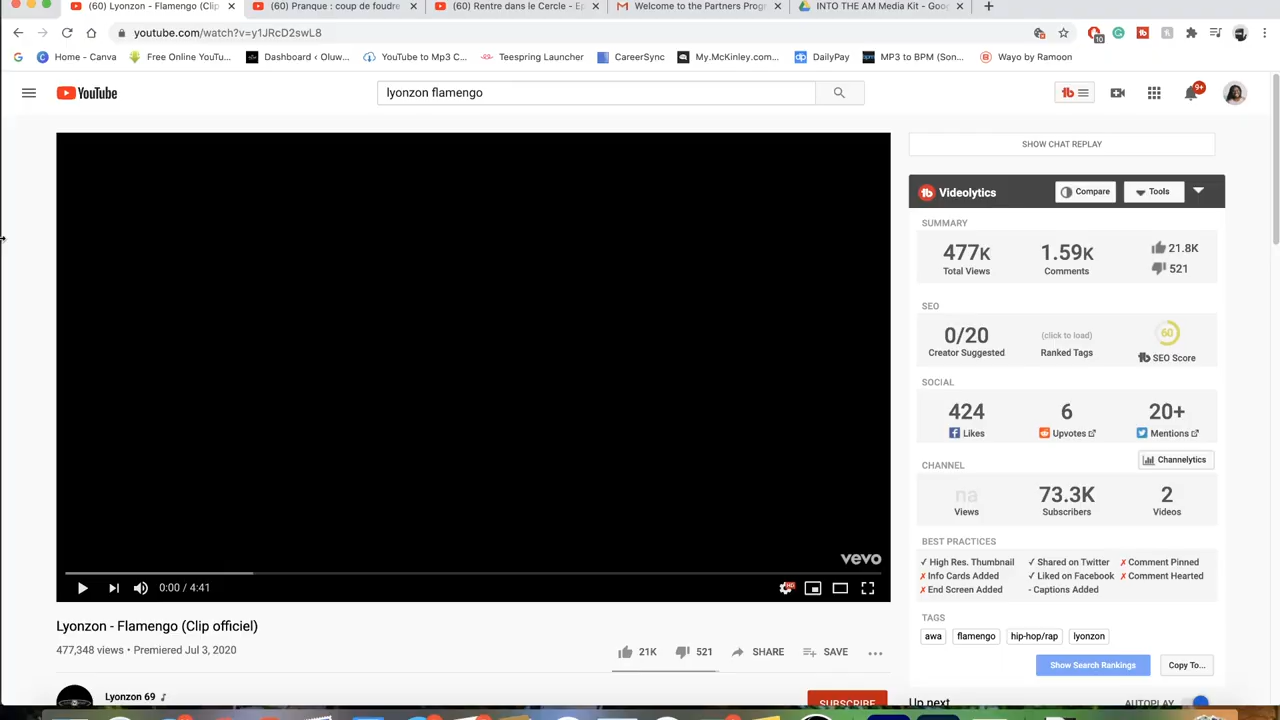 (60) Lyonzon - Flamengo (Clip
(60) Pranque : coup de foudre
(60) Rentre dans le Cercle - Ep
Welcome to the Partners Progr
INTO THE AM Media Kit - Goog
youtube.com/watch?v=y1JRcD2swL8
10
Home - Canva
Free Online YouTu...
Dashboard ‹ Oluw...
YouTube to Mp3 C...
Teespring Launcher
CareerSync
My.McKinley.com...
DailyPay
MP3 to BPM (Son...
Wayo by Ramoon
YouTube
lyonzon flamengo
9+
SHOW CHAT REPLAY
Videolytics
Compare
Tools
SUMMARY
477K
1.59K
21.8K
Total Views
Comments
521
SEO
0/20
(click to load)
60
Creator Suggested
Ranked Tags
SEO Score
SOCIAL
424
6
20+
Likes
Upvotes
Mentions
CHANNEL
Channelytics
na
73.3K
2
Views
Subscribers
Videos
BEST PRACTICES
✓ High Res. Thumbnail
✓ Shared on Twitter
✗ Comment Pinned
✗ Info Cards Added
✓ Liked on Facebook
✗ Comment Hearted
✗ End Screen Added
- Captions Added
TAGS
awa
flamengo
hip-hop/rap
lyonzon
Show Search Rankings
Copy To...
vevo
0:00 / 4:41
HD
Lyonzon - Flamengo (Clip officiel)
477,348 views • Premiered Jul 3, 2020
21K
521
SHARE
SAVE
Lyonzon 69
SUBSCRIBE
Up next
AUTOPLAY